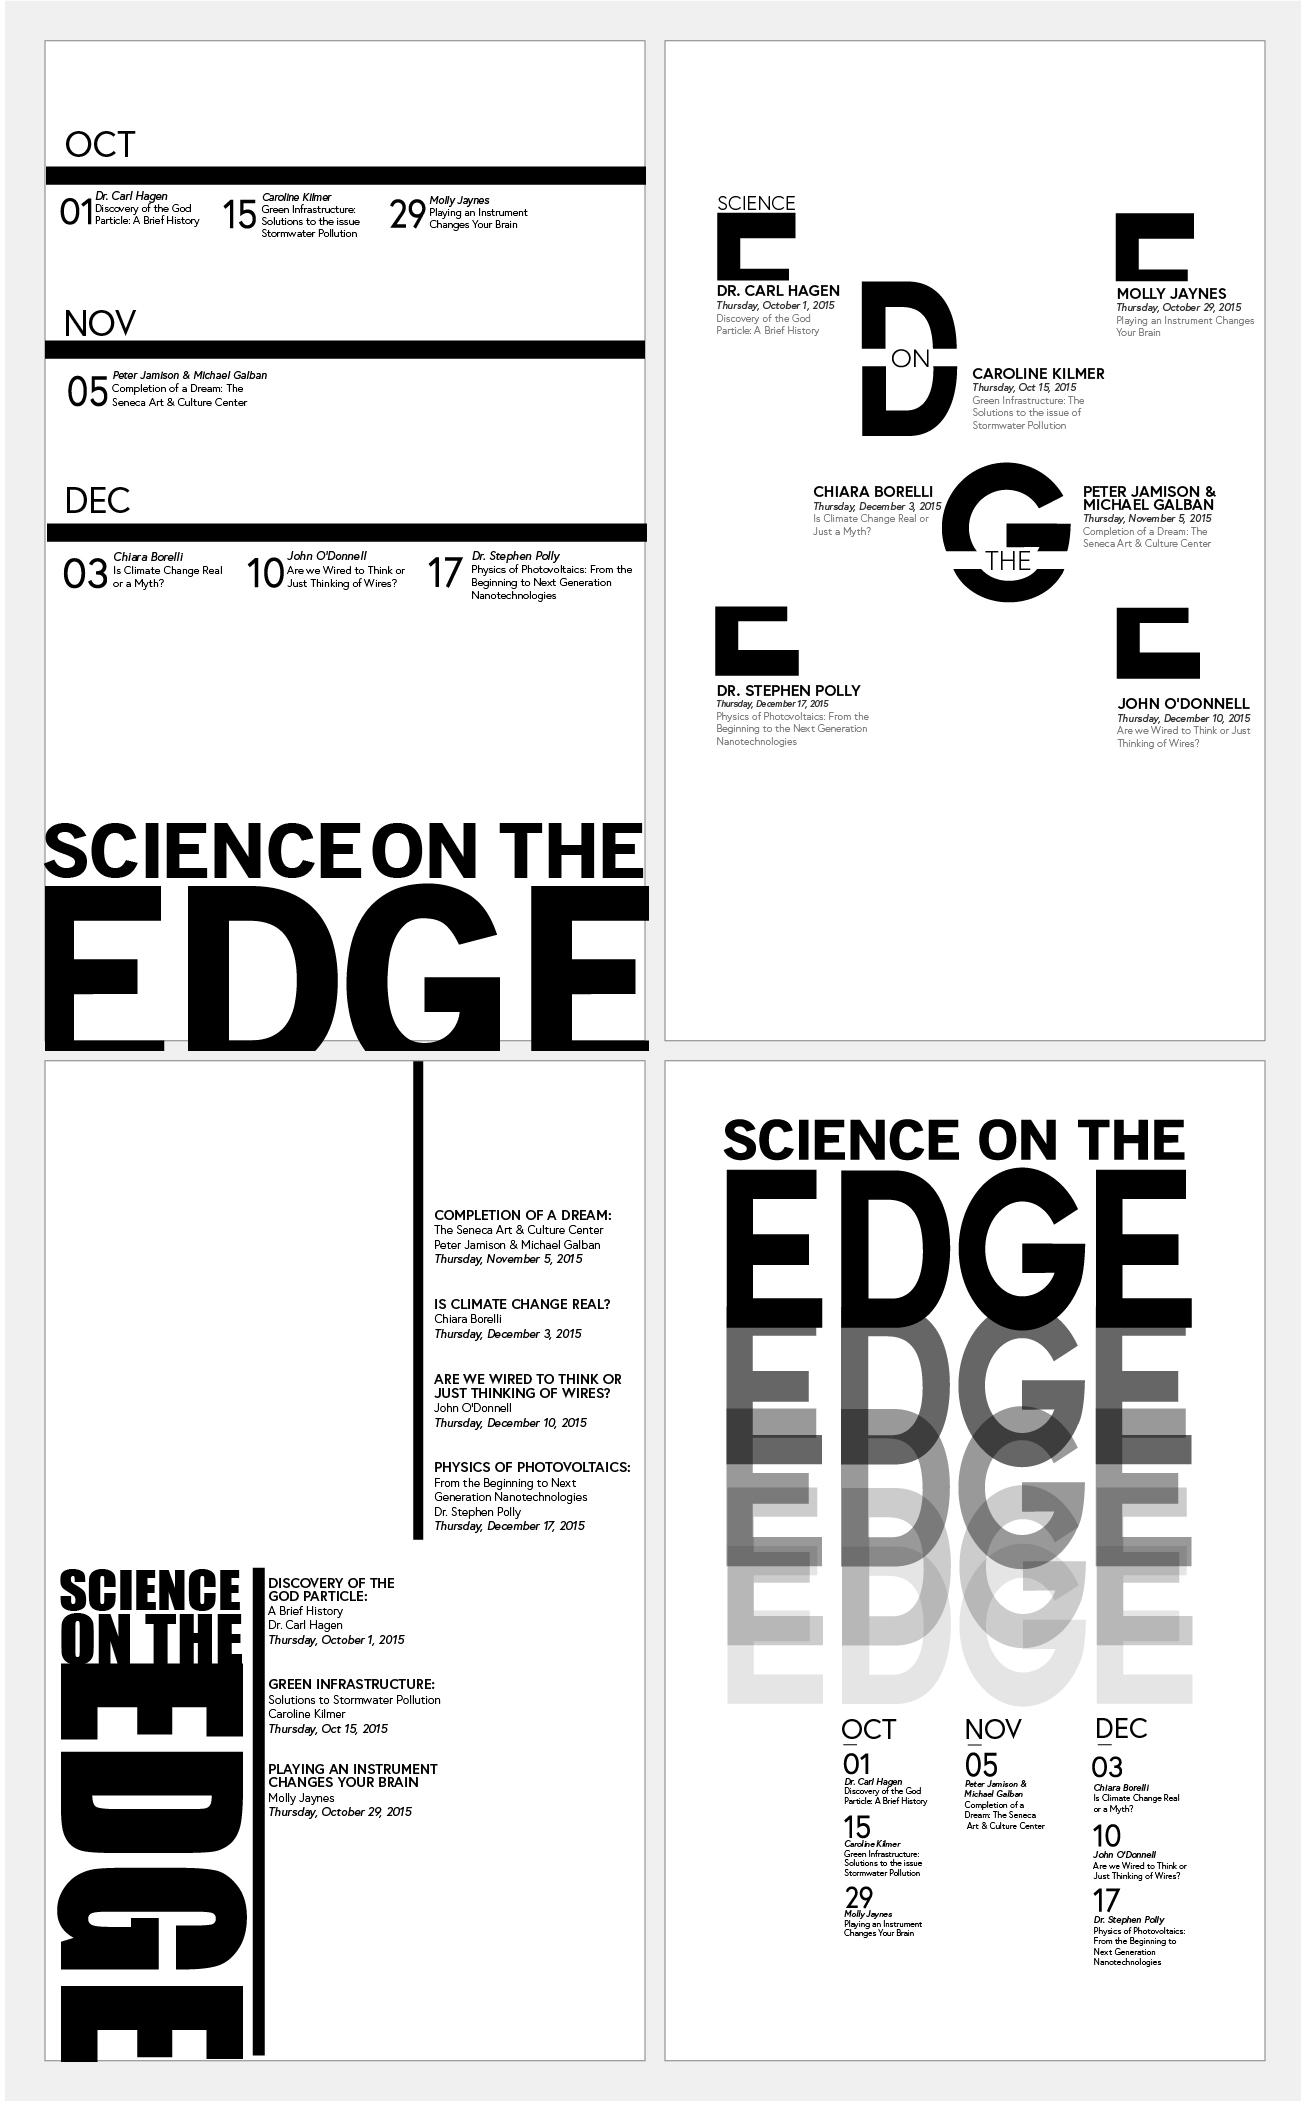 OCT
01
Dr. Carl Hagen
Discovery of the God
Particle: A Brief History
15
Caroline Kilmer
Green Infrastructure:
Solutions to the issue
Stormwater Pollution
29
Molly Jaynes
Playing an Instrument
Changes Your Brain
NOV
05
Peter Jamison & Michael Galban
Completion of a Dream: The
Seneca Art & Culture Center
DEC
03
Chiara Borelli
Is Climate Change Real
or a Myth?
10
John O'Donnell
Are we Wired to Think or
Just Thinking of Wires?
17
Dr. Stephen Polly
Physics of Photovoltaics: From the
Beginning to Next Generation
Nanotechnologies
SCIENCE ON THE
EDGE
SCIENCE
E
DR. CARL HAGEN
Thursday, October 1, 2015
Discovery of the God
Particle: A Brief History
E
MOLLY JAYNES
Thursday, October 29, 2015
Playing an Instrument Changes
Your Brain
D
ON
CAROLINE KILMER
Thursday, Oct 15, 2015
Green Infrastructure: The
Solutions to the issue of
Stormwater Pollution
CHIARA BORELLI
Thursday, December 3, 2015
Is Climate Change Real or
Just a Myth?
G
THE
PETER JAMISON &
MICHAEL GALBAN
Thursday, November 5, 2015
Completion of a Dream: The
Seneca Art & Culture Center
DR. STEPHEN POLLY
Thursday, December 17, 2015
Physics of Photovoltaics: From the
Beginning to the Next Generation
Nanotechnologies
JOHN O'DONNELL
Thursday, December 10, 2015
Are we Wired to Think or Just
Thinking of Wires?
COMPLETION OF A DREAM:
The Seneca Art & Culture Center
Peter Jamison & Michael Galban
Thursday, November 5, 2015
IS CLIMATE CHANGE REAL?
Chiara Borelli
Thursday, December 3, 2015
ARE WE WIRED TO THINK OR
JUST THINKING OF WIRES?
John O'Donnell
Thursday, December 10, 2015
PHYSICS OF PHOTOVOLTAICS:
From the Beginning to Next
Generation Nanotechnologies
Dr. Stephen Polly
Thursday, December 17, 2015
SCIENCE
ON THE
EDGE
DISCOVERY OF THE
GOD PARTICLE:
A Brief History
Dr. Carl Hagen
Thursday, October 1, 2015
GREEN INFRASTRUCTURE:
Solutions to Stormwater Pollution
Caroline Kilmer
Thursday, Oct 15, 2015
PLAYING AN INSTRUMENT
CHANGES YOUR BRAIN
Molly Jaynes
Thursday, October 29, 2015
SCIENCE ON THE
EDGE
EDGE
EDGE
EDGE
EDGE
OCT
01
Dr. Carl Hagen
Discovery of the God
Particle: A Brief History
15
Caroline Kilmer
Green Infrastructure:
Solutions to the issue
Stormwater Pollution
29
Molly Jaynes
Playing an Instrument
Changes Your Brain
NOV
05
Peter Jamison &
Michael Galban
Completion of a
Dream: The Seneca
Art & Culture Center
DEC
03
Chiara Borelli
Is Climate Change Real
or a Myth?
10
John O'Donnell
Are we Wired to Think or
Just Thinking of Wires?
17
Dr. Stephen Polly
Physics of Photovoltaics:
From the Beginning to
Next Generation
Nanotechnologies